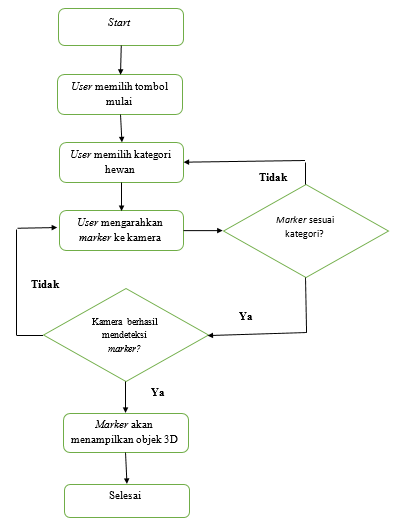 Start
User memilih tombol
mulai
User memilih kategori
hewan
Tidak
User mengarahkan
marker ke kamera
Marker sesuai
kategori?
Tidak
Ya
Kamera berhasil
mendeteksi
marker?
Ya
Marker akan
menampilkan objek 3D
Selesai